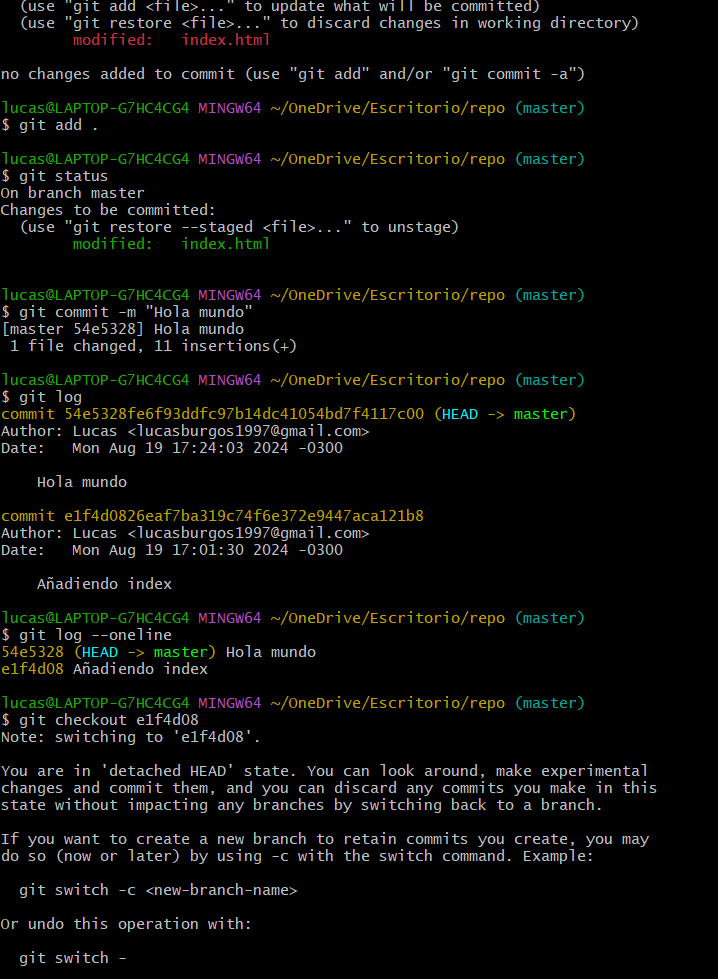 (use "git add <file>..." to update what will be committed)
(use "git restore <file>..." to discard changes in working directory)
modified:   index.html
no changes added to commit (use "git add" and/or "git commit -a")
lucas@LAPTOP-G7HC4CG4 MINGW64 ~/OneDrive/Escritorio/repo (master)
$ git add .
lucas@LAPTOP-G7HC4CG4 MINGW64 ~/OneDrive/Escritorio/repo (master)
$ git status
On branch master
Changes to be committed:
(use "git restore --staged <file>..." to unstage)
modified:   index.html
lucas@LAPTOP-G7HC4CG4 MINGW64 ~/OneDrive/Escritorio/repo (master)
$ git commit -m "Hola mundo"
[master 54e5328] Hola mundo
1 file changed, 11 insertions(+)
lucas@LAPTOP-G7HC4CG4 MINGW64 ~/OneDrive/Escritorio/repo (master)
$ git log
commit 54e5328fe6f93ddfc97b14dc41054bd7f4117c00 (HEAD -> master)
Author: Lucas <lucasburgos1997@gmail.com>
Date:   Mon Aug 19 17:24:03 2024 -0300
Hola mundo
commit e1f4d0826eaf7ba319c74f6e372e9447aca121b8
Author: Lucas <lucasburgos1997@gmail.com>
Date:   Mon Aug 19 17:01:30 2024 -0300
Añadiendo index
lucas@LAPTOP-G7HC4CG4 MINGW64 ~/OneDrive/Escritorio/repo (master)
$ git log --oneline
54e5328 (HEAD -> master) Hola mundo
e1f4d08 Añadiendo index
lucas@LAPTOP-G7HC4CG4 MINGW64 ~/OneDrive/Escritorio/repo (master)
$ git checkout e1f4d08
Note: switching to 'e1f4d08'.
You are in 'detached HEAD' state. You can look around, make experimental
changes and commit them, and you can discard any commits you make in this
state without impacting any branches by switching back to a branch.
If you want to create a new branch to retain commits you create, you may
do so (now or later) by using -c with the switch command. Example:
git switch -c <new-branch-name>
Or undo this operation with:
git switch -